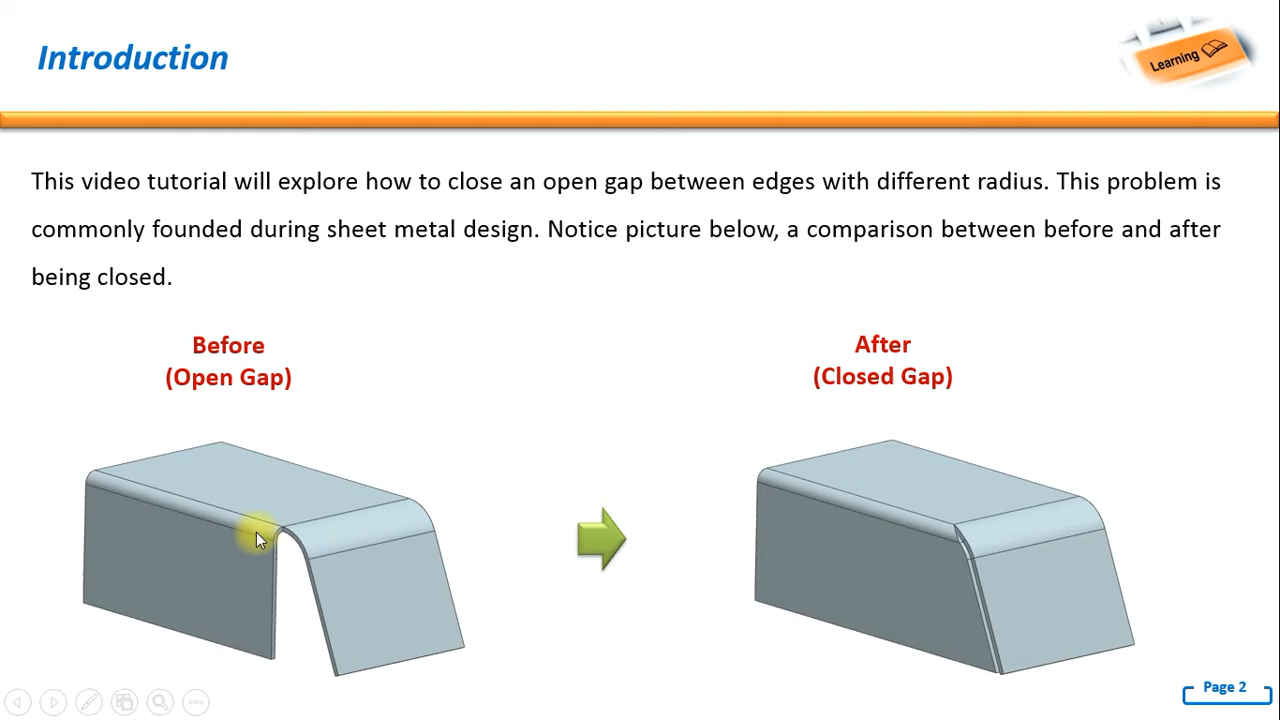 Introduction
Learning
This video tutorial will explore how to close an open gap between edges with different radius. This problem is
commonly founded during sheet metal design. Notice picture below, a comparison between before and after
being closed.
Before
(Open Gap)
After
(Closed Gap)
Page 2